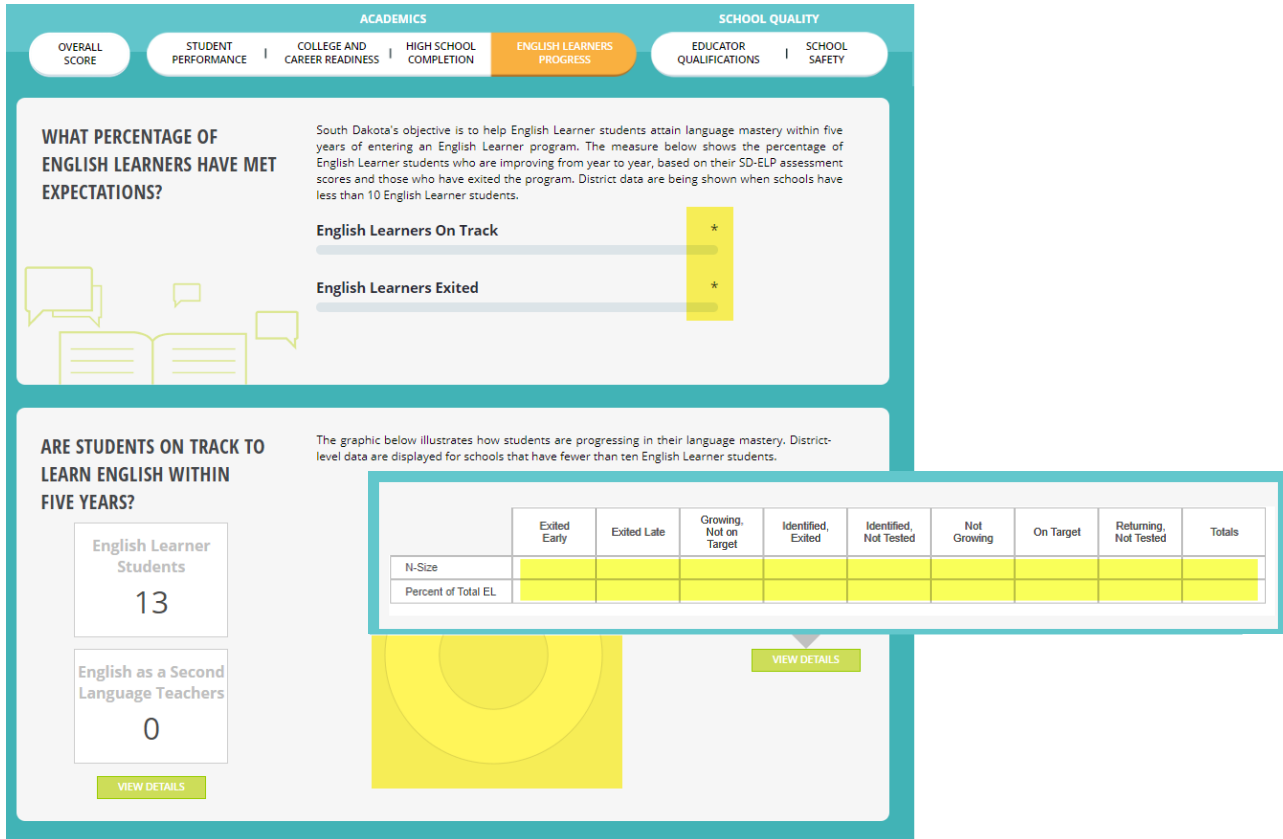 ACADEMICS
SCHOOL QUALITY
OVERALL
SCORE
STUDENT
PERFORMANCE
COLLEGE AND
CAREER READINESS
HIGH SCHOOL
COMPLETION
ENGLISH LEARNERS
PROGRESS
EDUCATOR
QUALIFICATIONS
SCHOOL
SAFETY
WHAT PERCENTAGE OF
ENGLISH LEARNERS HAVE MET
EXPECTATIONS?
South Dakota's objective is to help English Learner students attain language mastery within five
years of entering an English Learner program. The measure below shows the percentage of
English Learner students who are improving from year to year, based on their SD-ELP assessment
scores and those who have exited the program. District data are being shown when schools have
less than 10 English Learner students.
English Learners On Track *
English Learners Exited *
ARE STUDENTS ON TRACK TO
LEARN ENGLISH WITHIN
FIVE YEARS?
The graphic below illustrates how students are progressing in their language mastery. District-
level data are displayed for schools that have fewer than ten English Learner students.
English Learner
Students
13
English as a Second
Language Teachers
0
VIEW DETAILS
Exited
Early
Exited Late
Growing,
Not on
Target
Identified,
Exited
Identified,
Not Tested
Not
Growing
On Target
Returning,
Not Tested
Totals
N-Size
Percent of Total EL
VIEW DETAILS